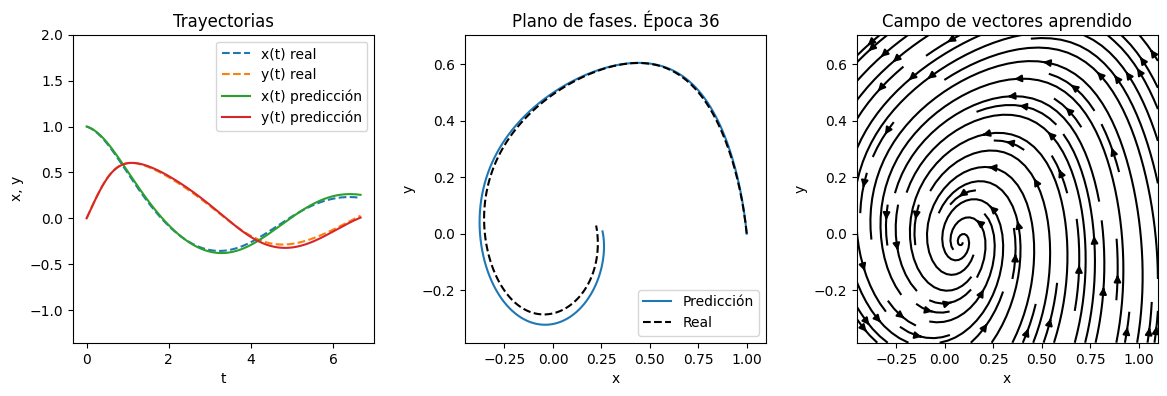 Trayectorias
x(t) real
y(t) real
x(t) predicción
y(t) predicción
2.0
1.5
1.0
0.5
0.0
−0.5
−1.0
x, y
0
2
4
6
t
Plano de fases. Época 36
0.6
0.4
0.2
0.0
−0.2
y
Predicción
Real
−0.25
0.00
0.25
0.50
0.75
1.00
x
Campo de vectores aprendido
0.6
0.4
0.2
0.0
−0.2
y
−0.25
0.00
0.25
0.50
0.75
1.00
x